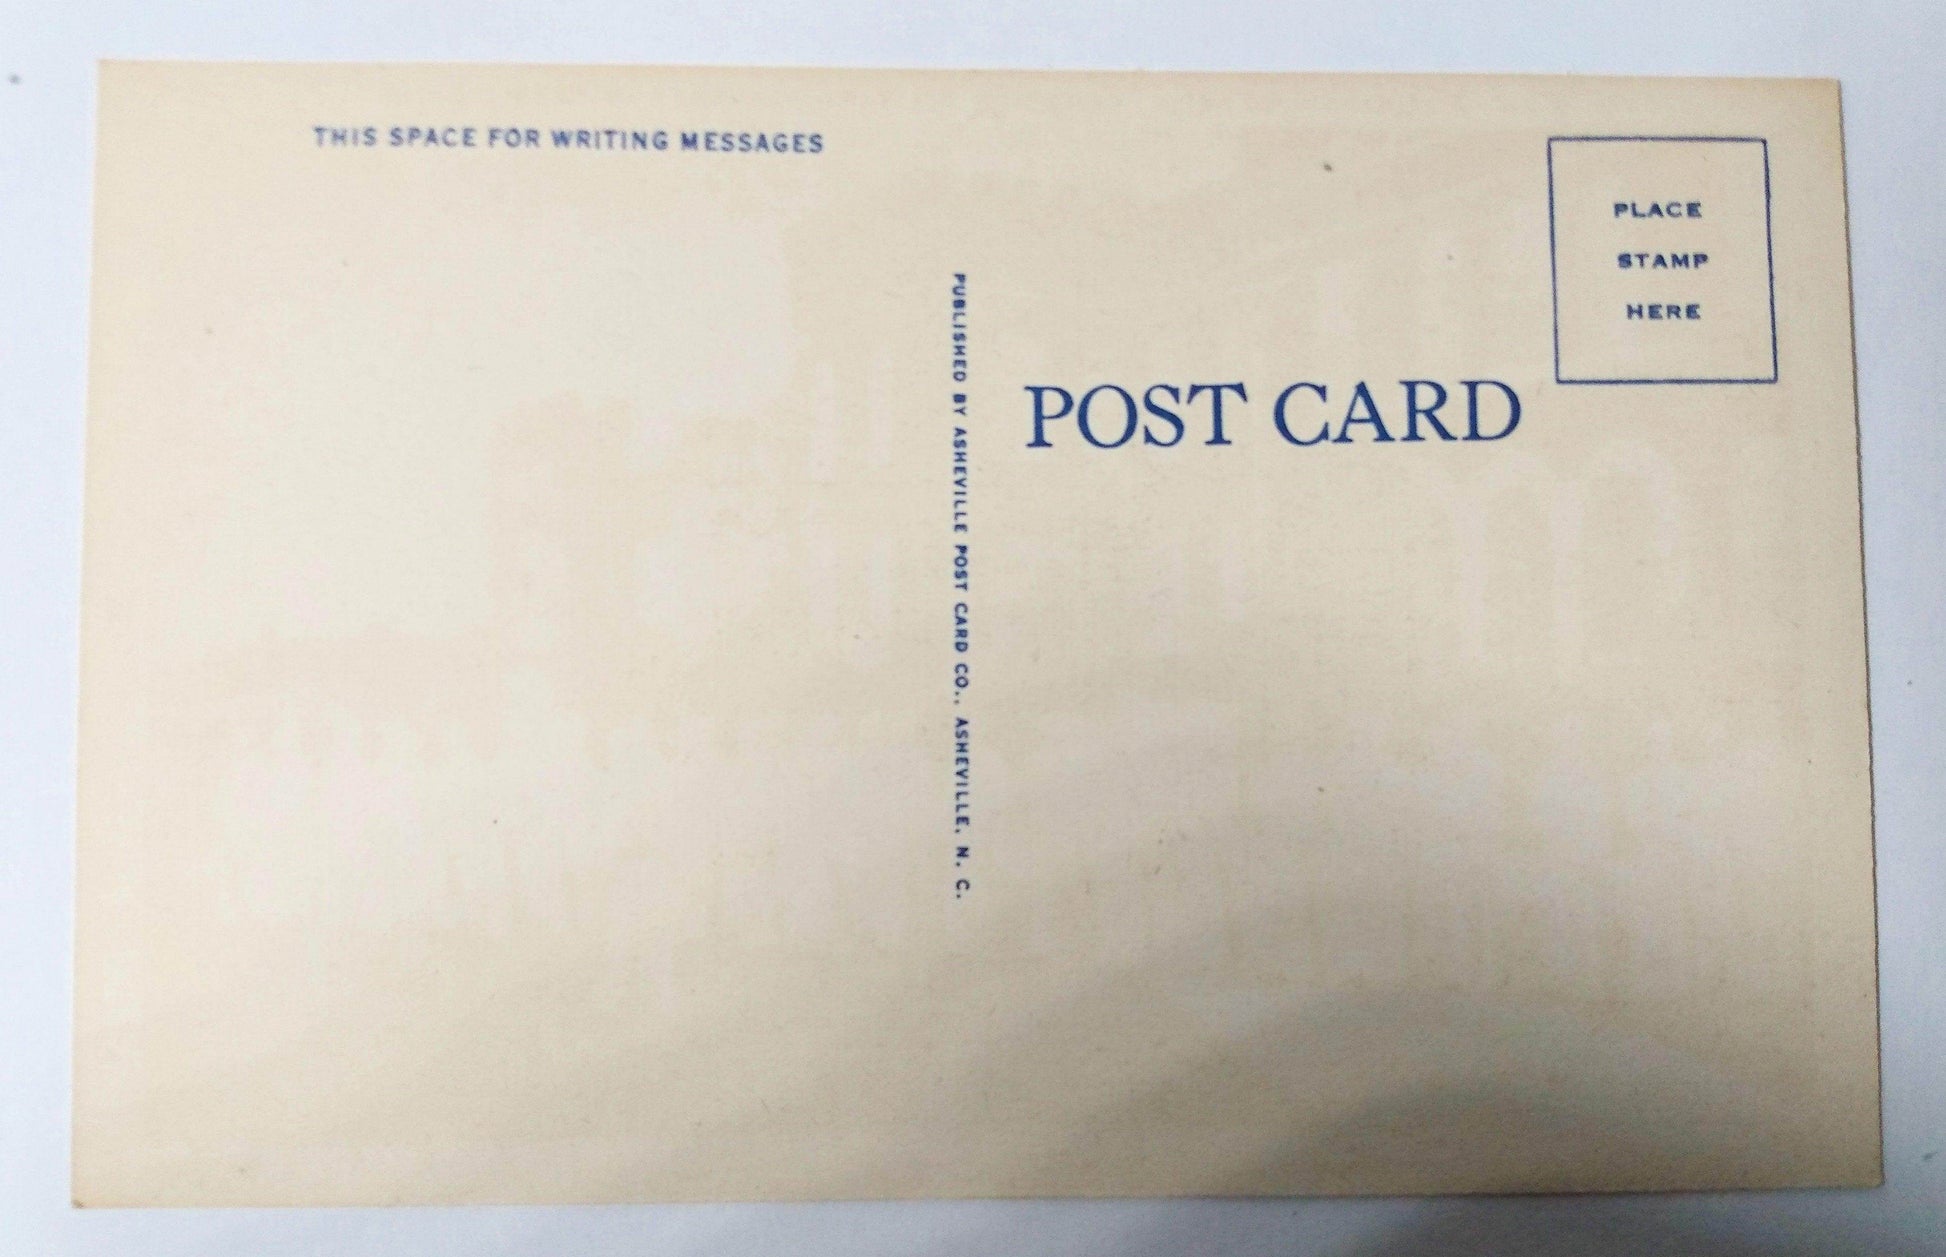 THIS SPACE FOR WRITING MESSAGES
PUBLISHED BY ASHEVILLE POST CARD CO., ASHEVILLE, N. C.
POST CARD
PLACE
STAMP
HERE